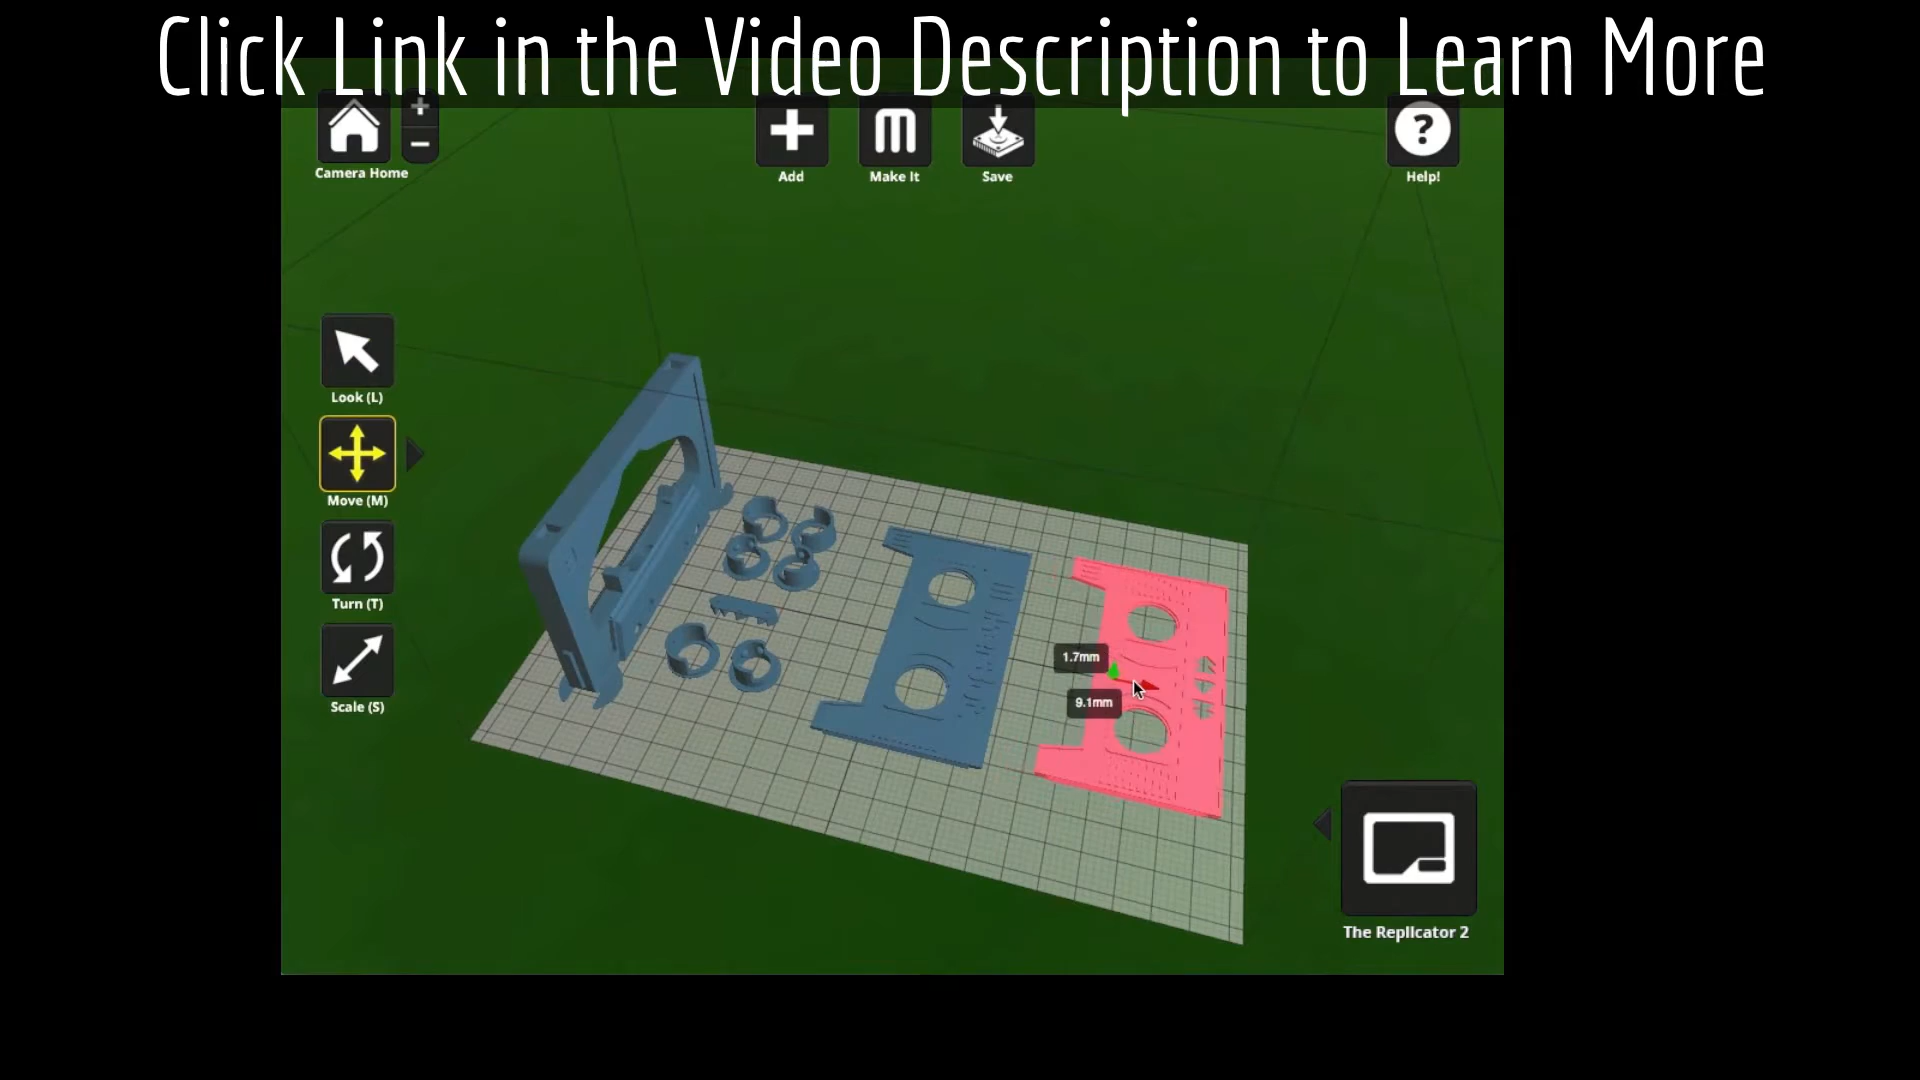 Click Link in the Video Description to Learn More
Camera Home
Add
Make It
Save
Help!
Look (L)
Move (M)
Turn (T)
Scale (S)
1.7mm
9.1mm
The Replicator 2